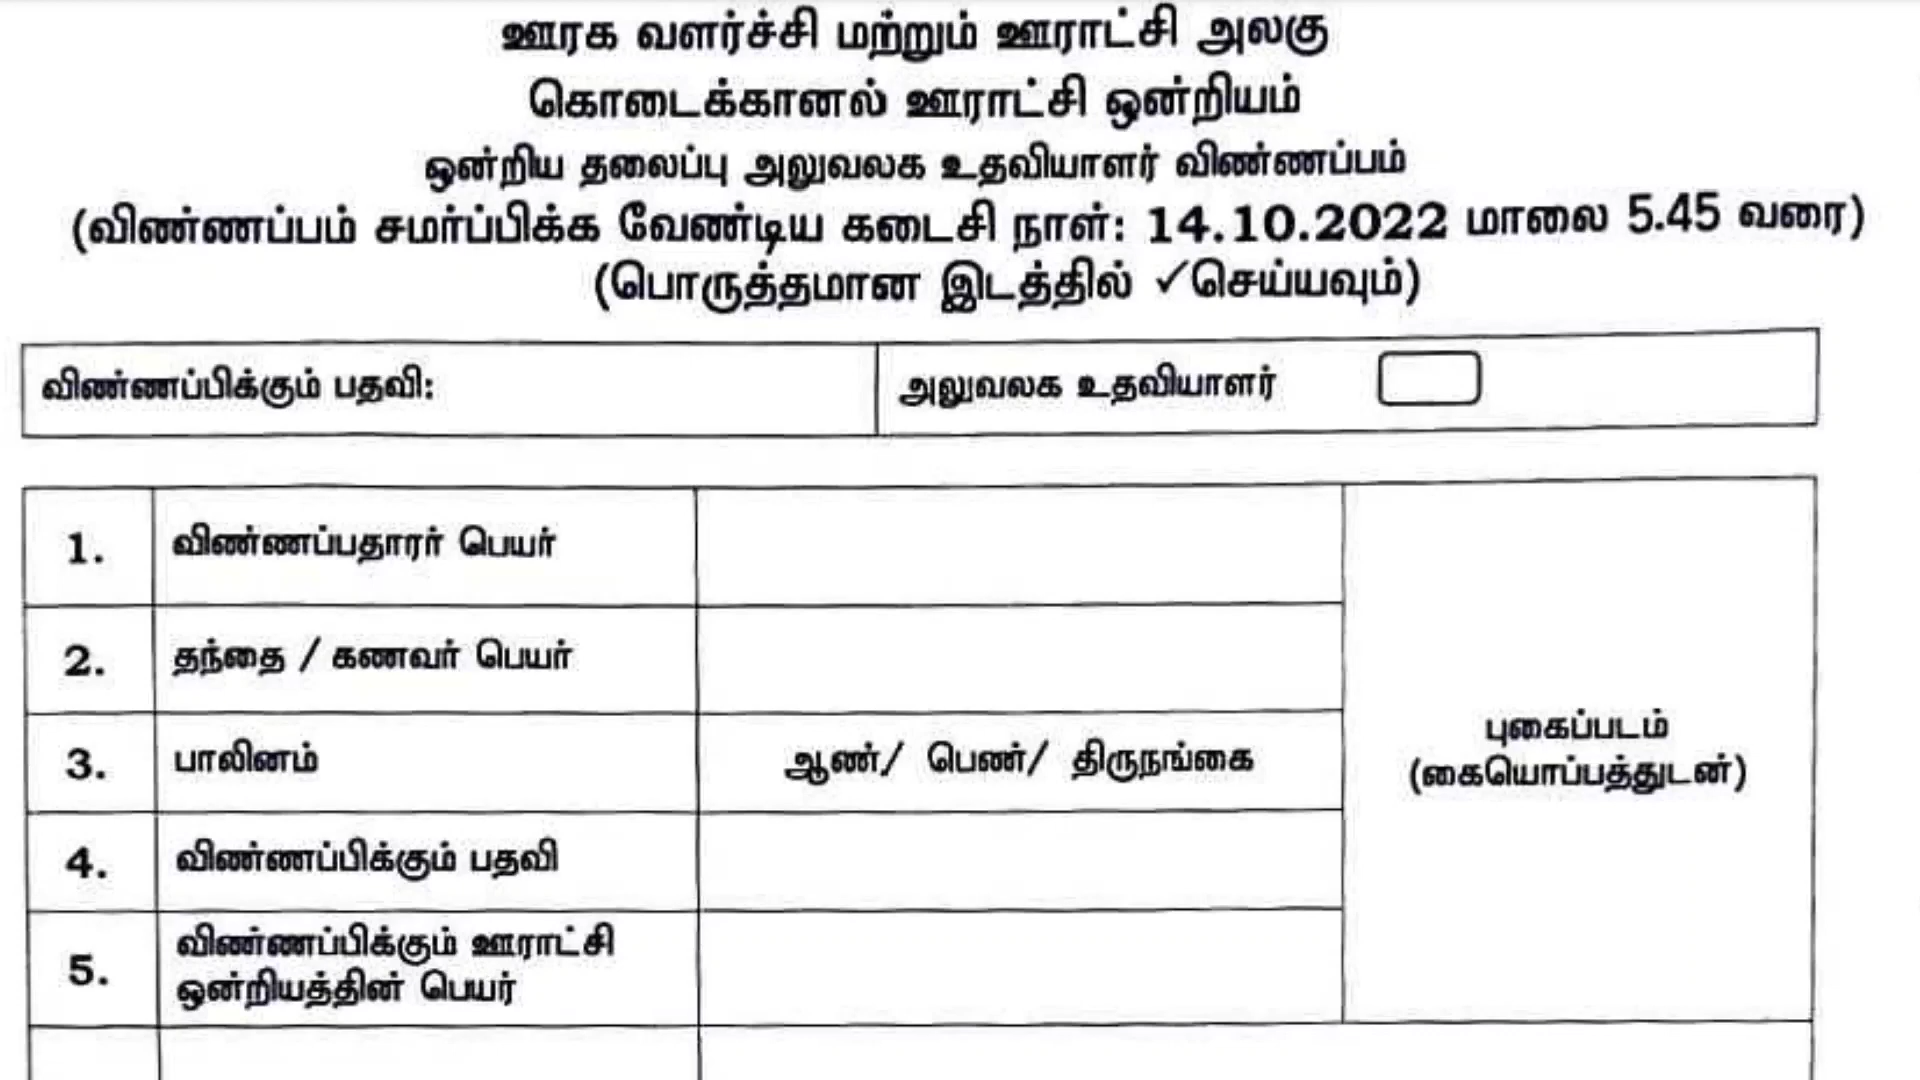 ஊரக வளர்ச்சி மற்றும் ஊராட்சி அலகு
கொடைக்கானல் ஊராட்சி ஒன்றியம்
ஒன்றிய தலைப்பு அலுவலக உதவியாளர் விண்ணப்பம்
(விண்ணப்பம் சமர்ப்பிக்க வேண்டிய கடைசி நாள்: 14.10.2022 மாலை 5.45 வரை)
(பொருத்தமான இடத்தில் ✓செய்யவும்)
விண்ணப்பிக்கும் பதவி: அலுவலக உதவியாளர்
1. விண்ணப்பதாரர் பெயர்
2. தந்தை / கணவர் பெயர்
3. பாலினம் ஆண்/ பெண்/ திருநங்கை
புகைப்படம்
(கையொப்பத்துடன்)
4. விண்ணப்பிக்கும் பதவி
5. விண்ணப்பிக்கும் ஊராட்சி
ஒன்றியத்தின் பெயர்